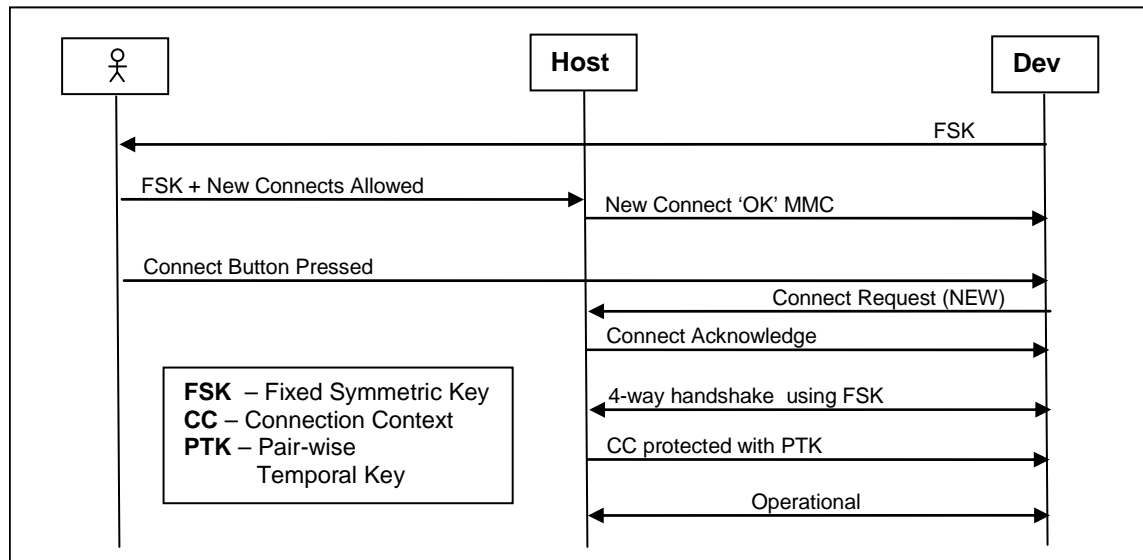 Host
Dev
FSK
FSK + New Connects Allowed
New Connect ‘OK’ MMC
Connect Button Pressed
Connect Request (NEW)
Connect Acknowledge
FSK – Fixed Symmetric Key
CC – Connection Context
PTK – Pair-wise
Temporal Key
4-way handshake using FSK
CC protected with PTK
Operational